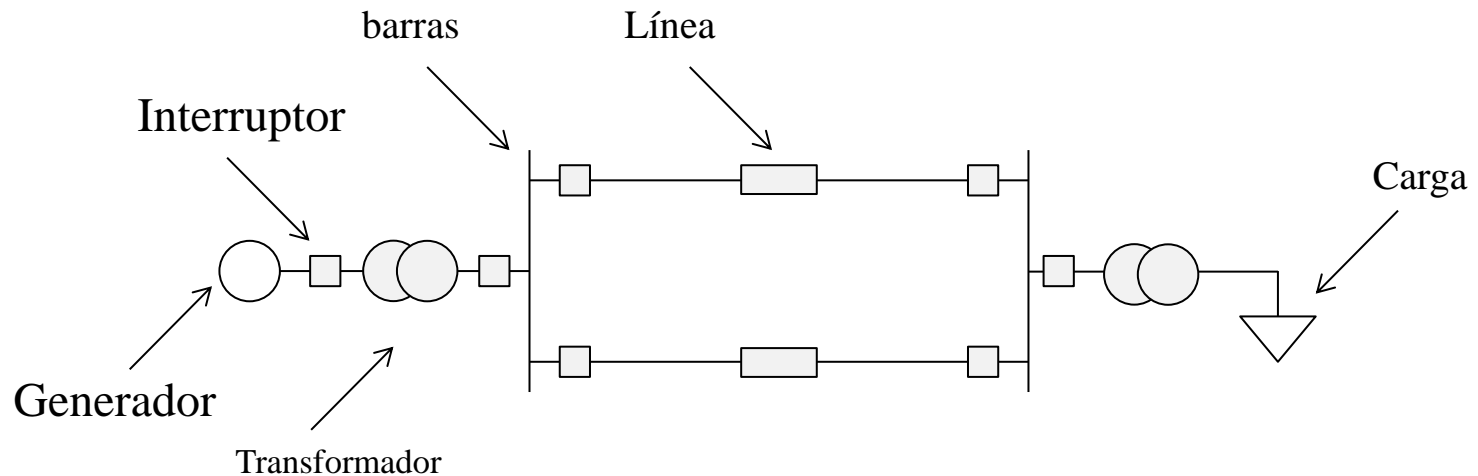 barras
Línea
Interruptor
Carga
Generador
Transformador